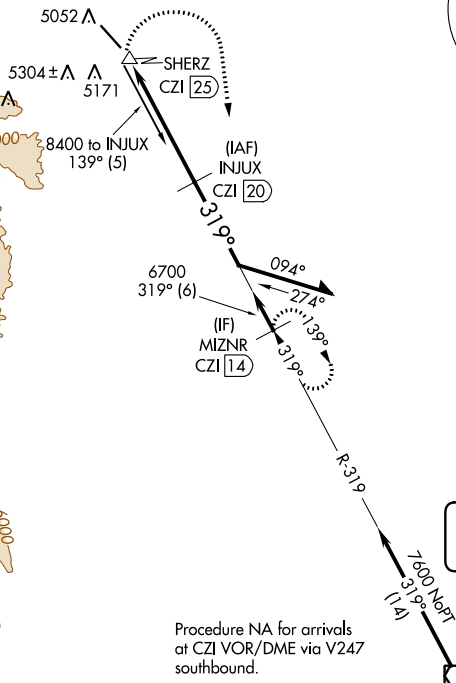 5052
SHERZ
CZI 25
5304 ±
5171
8400 to INJUX
139° (5)
(IAF)
INJUX
CZI 20
319°
094°
274°
6700
319° (6)
(IF)
MIZNR
CZI 14
139°
319°
R-319
7600 NoPT
319°
(14)
6000
Procedure NA for arrivals
at CZI VOR/DME via V247
southbound.